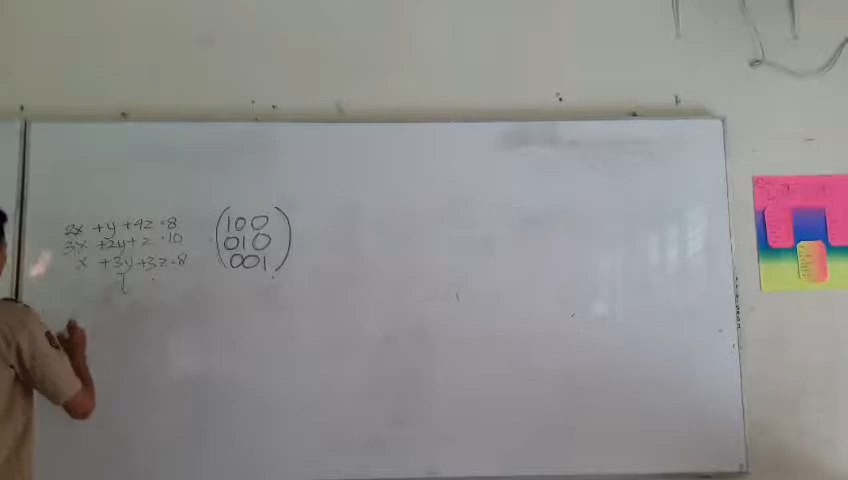 2x + y + 4z = 8
3x + 2y + z = 10
x + 3y + 3z = 8
1 0 0
0 1 0
0 0 1